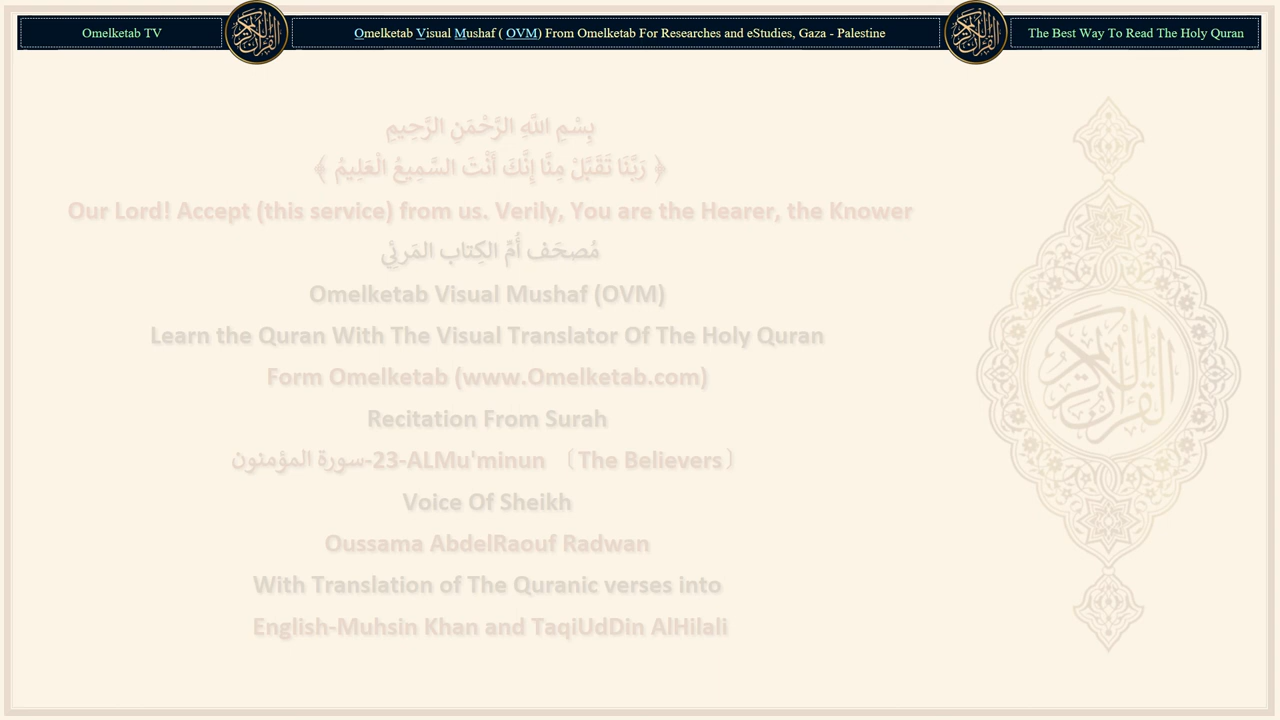 Omelketab TV
Omelketab Visual Mushaf ( OVM) From Omelketab For Researches and eStudies, Gaza - Palestine
The Best Way To Read The Holy Quran
بِسْمِ اللَّهِ الرَّحْمَنِ الرَّحِيمِ
﴿ رَبَّنَا تَقَبَّلْ مِنَّا إِنَّكَ أَنْتَ السَّمِيعُ الْعَلِيمُ ﴾
Our Lord! Accept (this service) from us. Verily, You are the Hearer, the Knower
مُصحَف أُمِّ الكِتاب المَرئِي
Omelketab Visual Mushaf (OVM)
Learn the Quran With The Visual Translator Of The Holy Quran
Form Omelketab (www.Omelketab.com)
Recitation From Surah
سورة المؤمنون-23-ALMu'minun （The Believers）
Voice Of Sheikh
Oussama AbdelRaouf Radwan
With Translation of The Quranic verses into
English-Muhsin Khan and TaqiUdDin AlHilali
القرآن الكريم